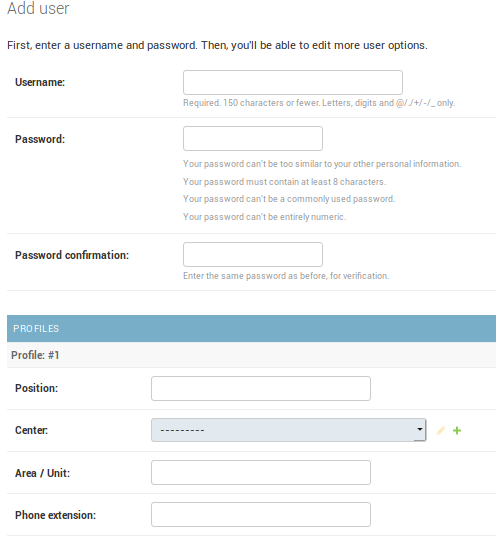 Add user
First, enter a username and password. Then, you'll be able to edit more user options.
Username:
Required. 150 characters or fewer. Letters, digits and @/./+/-/_ only.
Password:
Your password can't be too similar to your other personal information.
Your password must contain at least 8 characters.
Your password can't be a commonly used password.
Your password can't be entirely numeric.
Password confirmation:
Enter the same password as before, for verification.
PROFILES
Profile: #1
Position:
Center: ---------
Area / Unit:
Phone extension: